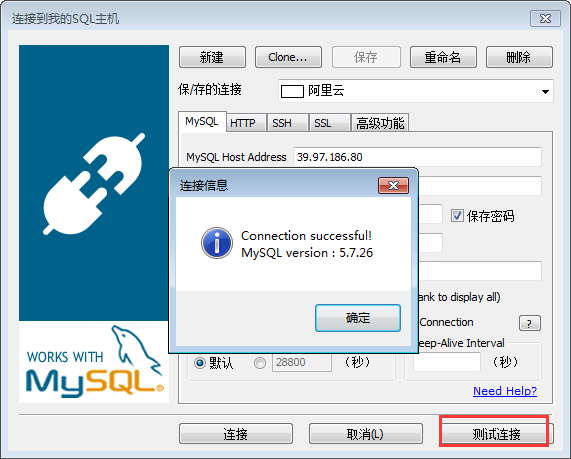 连接到我的SQL主机
新建
Clone...
保存
重命名
删除
保/存的连接
阿里云
MySQL
HTTP
SSH
SSL
高级功能
MySQL Host Address
39.97.186.80
连接信息
保存密码
Connection successful!
MySQL version : 5.7.26
ank to display all)
确定
Connection
?
eep-Alive Interval
默认
28800
(秒)
(秒)
Need Help?
WORKS WITH
MySQL
连接
取消(L)
测试连接